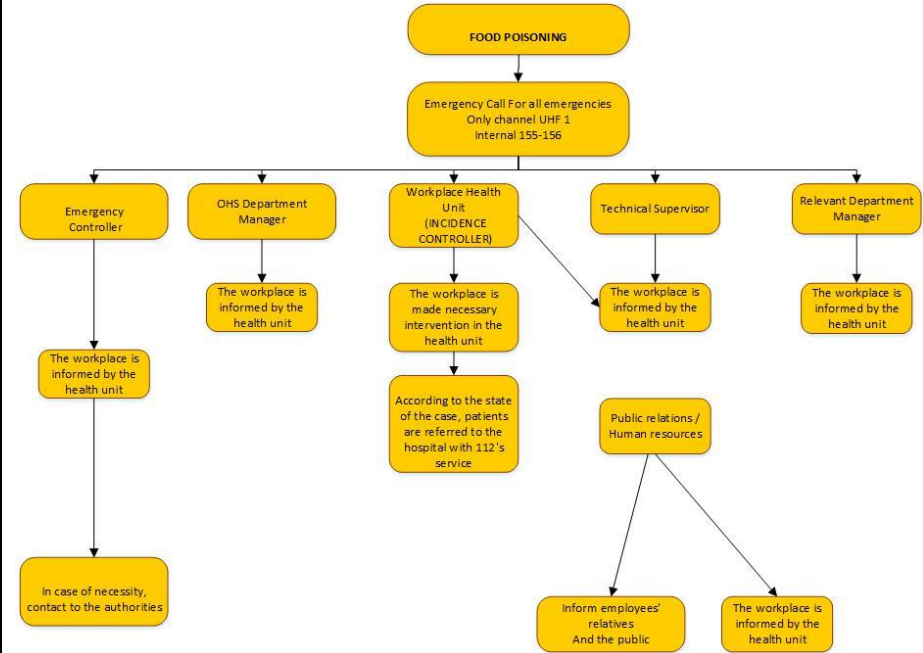 FOOD POISONING
Emergency Call For all emergencies
Only channel UHF 1
Internal 155-156
Emergency
Controller
OHS Department
Manager
Workplace Health
Unit
(INCIDENCE
CONTROLLER)
Technical Supervisor
Relevant Department
Manager
The workplace is
informed by the
health unit
The workplace is
made necessary
intervention in the
health unit
The workplace is
informed by the
health unit
The workplace is
informed by the
health unit
The workplace is
informed by the
health unit
According to the state
of the case, patients
are referred to the
hospital with 112's
service
Public relations /
Human resources
In case of necessity,
contact to the authorities
Inform employees'
relatives
And the public
The workplace is
informed by the
health unit